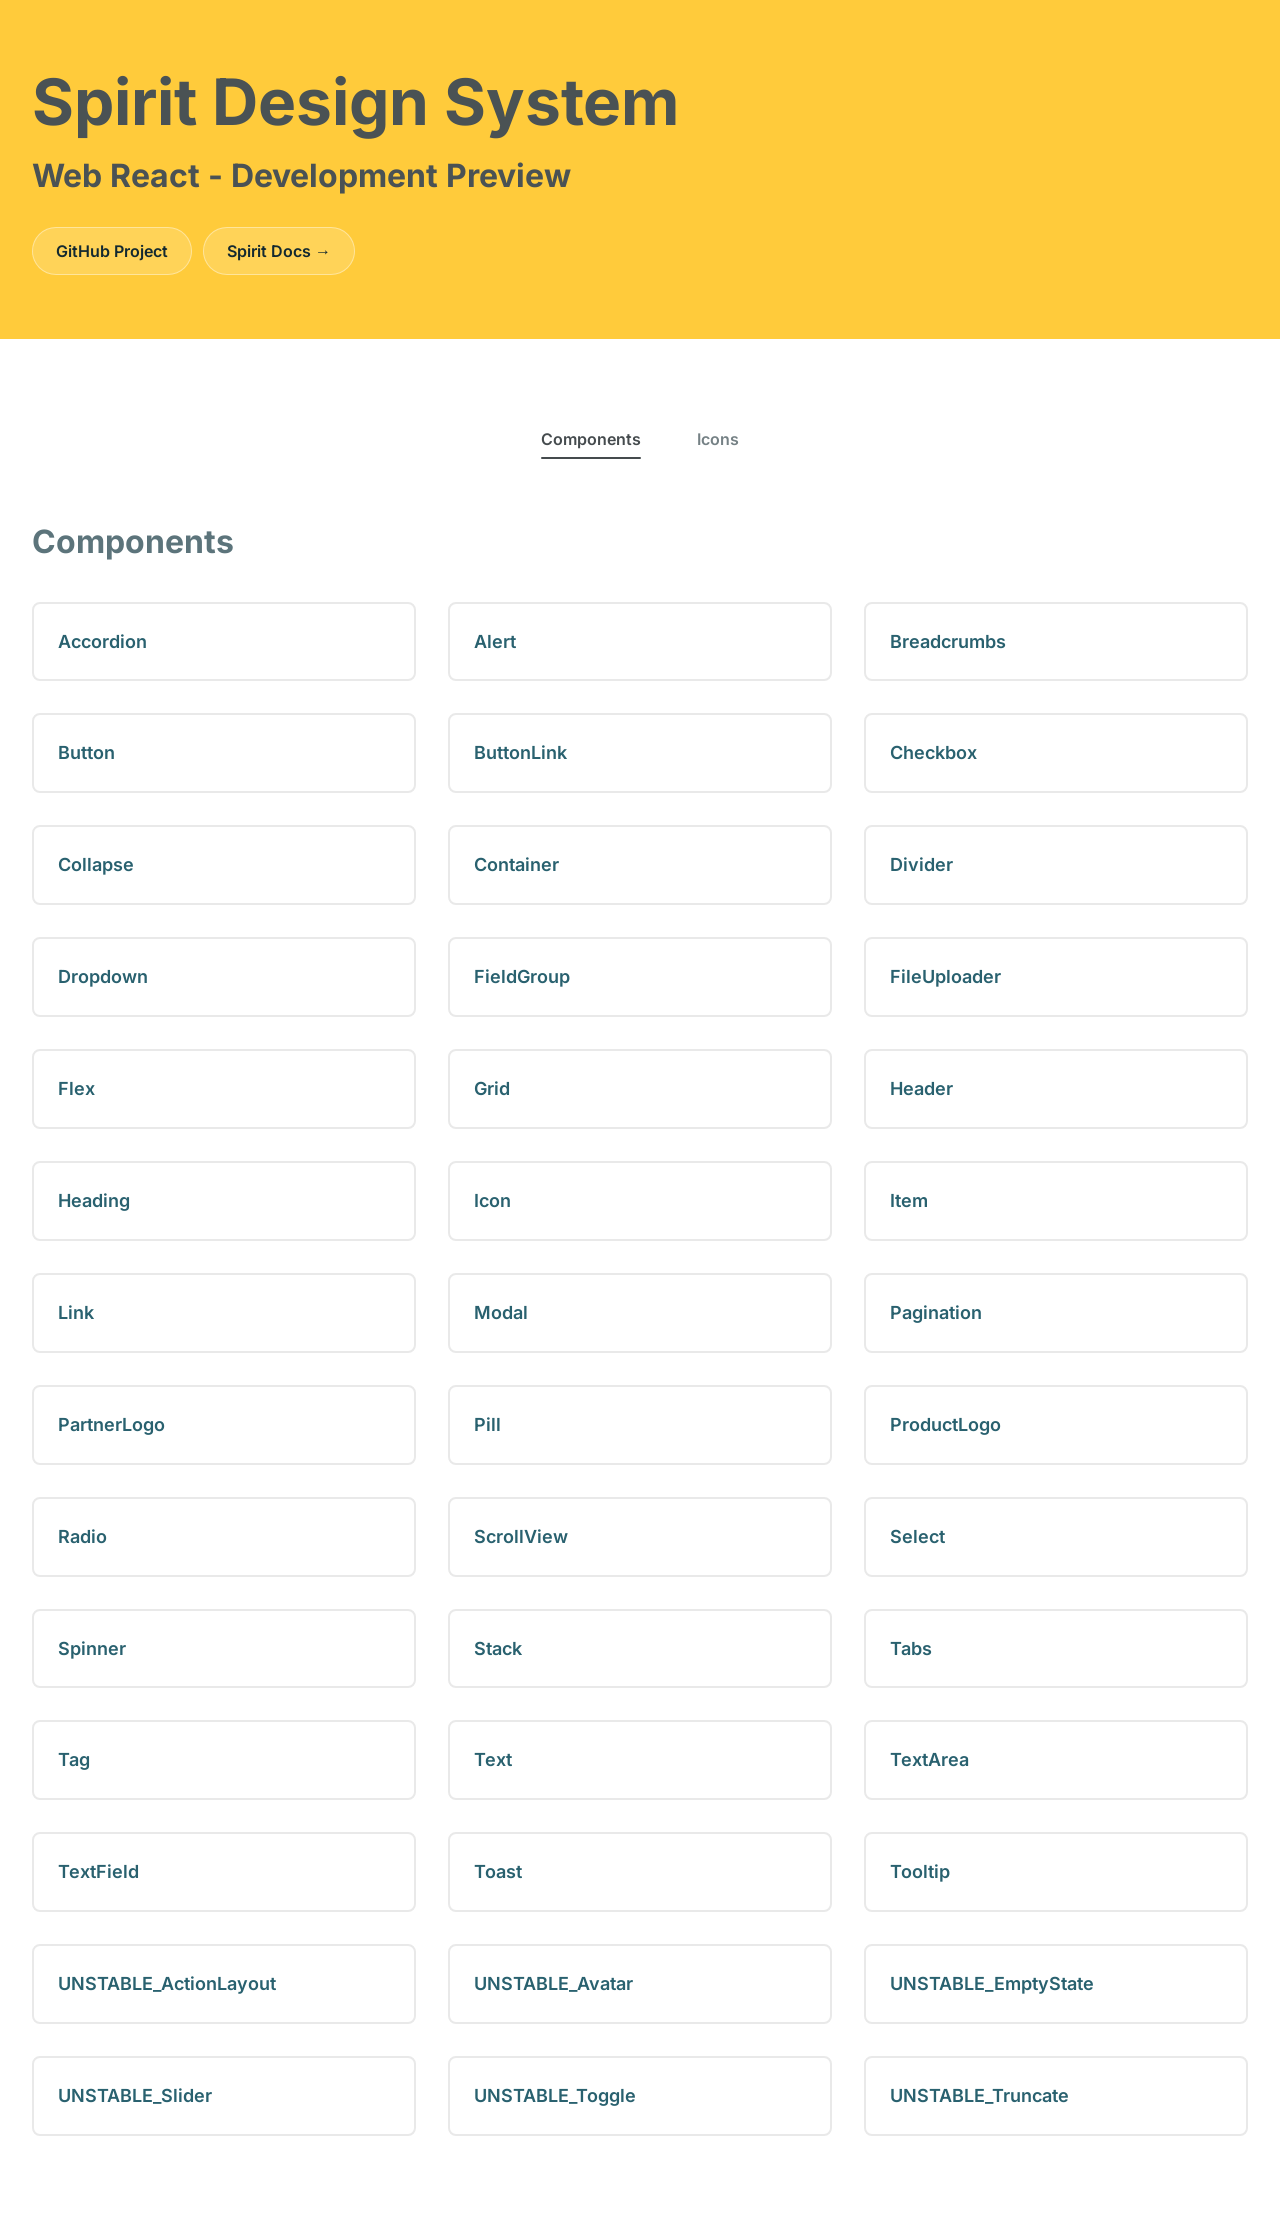 Spirit Design System
Web React - Development Preview
GitHub Project
Spirit Docs →
Components
Icons
Components
Accordion
Alert
Breadcrumbs
Button
ButtonLink
Checkbox
Collapse
Container
Divider
Dropdown
FieldGroup
FileUploader
Flex
Grid
Header
Heading
Icon
Item
Link
Modal
Pagination
PartnerLogo
Pill
ProductLogo
Radio
ScrollView
Select
Spinner
Stack
Tabs
Tag
Text
TextArea
TextField
Toast
Tooltip
UNSTABLE_ActionLayout
UNSTABLE_Avatar
UNSTABLE_EmptyState
UNSTABLE_Slider
UNSTABLE_Toggle
UNSTABLE_Truncate